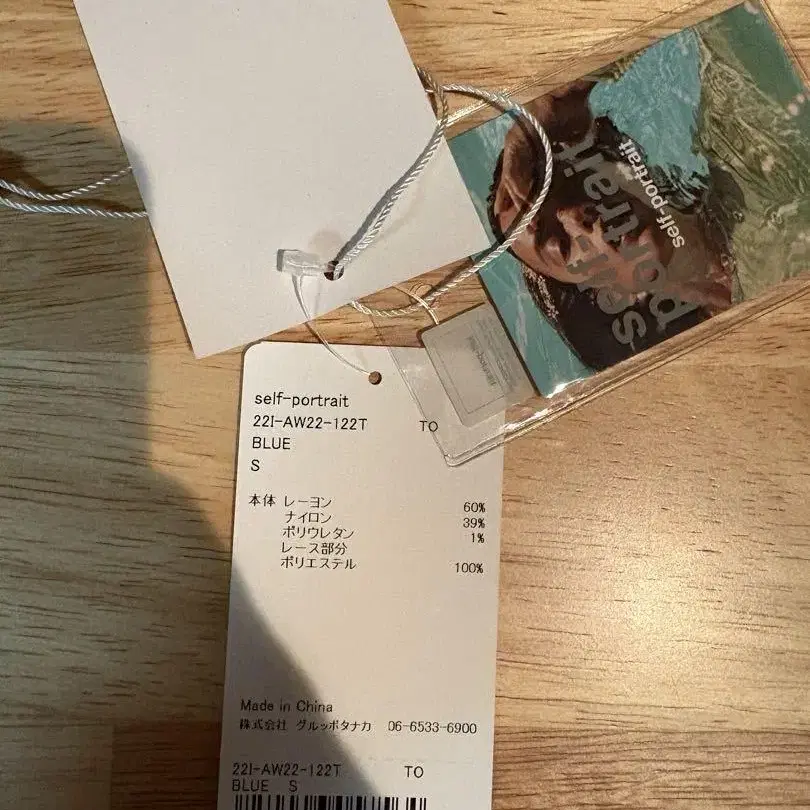 self-portrait
self-
portrait
self-portrait
22I-AW22-122T TO
BLUE
S
本体 レーヨン 60%
ナイロン 39%
ポリウレタン 1%
レース部分
ポリエステル 100%
Made in China
株式会社 グルッポタナカ 06-6533-6900
22I-AW22-122T TO
BLUE S